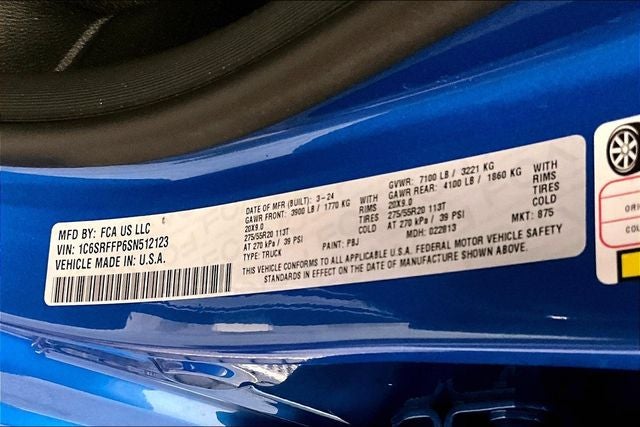 MFD BY: FCA US LLC
VIN: 1C6SRFFP6SN512123
VEHICLE MADE IN U.S.A.
DATE OF MFR (BUILT): 3-24
GAWR FRONT: 3900 LB / 1770 KG WITH
20X9.0 RIMS
275/55R20 113T TIRES
AT 270 kPa / 39 PSI COLD
TYPE: TRUCK PAINT: PBJ
GVWR: 7100 LB / 3221 KG
GAWR REAR: 4100 LB / 1860 KG WITH
20X9.0 RIMS
275/55R20 113T TIRES
AT 270 kPa / 39 PSI COLD
MDH: 022813 MKT: 875
THIS VEHICLE CONFORMS TO ALL APPLICABLE U.S.A. FEDERAL MOTOR VEHICLE SAFETY
STANDARDS IN EFFECT ON THE DATE OF MANUFACTURE SHOWN ABOVE.